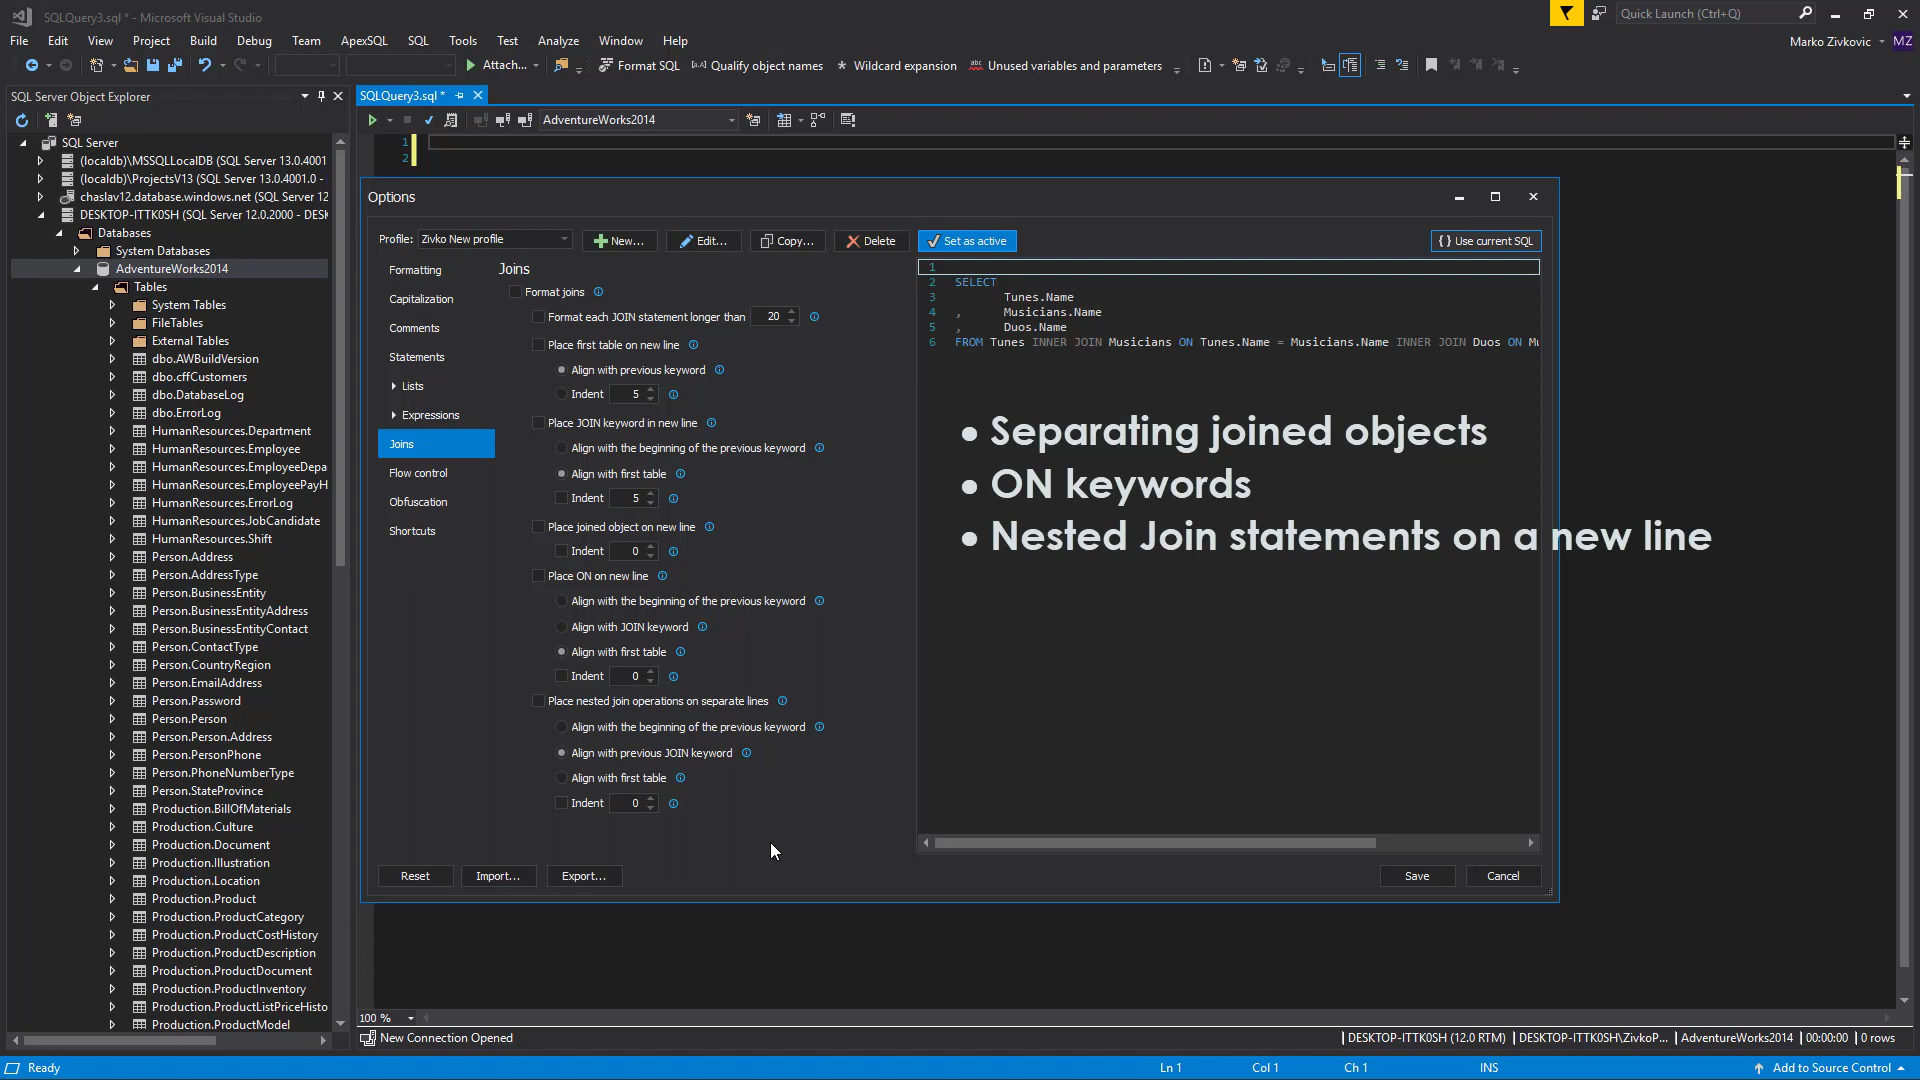 SQLQuery3.sql * - Microsoft Visual Studio
Quick Launch (Ctrl+Q)
File Edit View Project Build Debug Team ApexSQL SQL Tools Test Analyze Window Help
Marko Zivkovic MZ
Attach... Format SQL Qualify object names Wildcard expansion Unused variables and parameters
SQL Server Object Explorer
SQLQuery3.sql *
AdventureWorks2014
SQL Server
(localdb)\MSSQLLocalDB (SQL Server 13.0.4001
(localdb)\ProjectsV13 (SQL Server 13.0.4001.0 -
chaslav12.database.windows.net (SQL Server 12
DESKTOP-ITTK0SH (SQL Server 12.0.2000 - DESK
Databases
System Databases
AdventureWorks2014
Tables
System Tables
FileTables
External Tables
dbo.AWBuildVersion
dbo.cffCustomers
dbo.DatabaseLog
dbo.ErrorLog
HumanResources.Department
HumanResources.Employee
HumanResources.EmployeeDepa
HumanResources.EmployeePayH
HumanResources.ErrorLog
HumanResources.JobCandidate
HumanResources.Shift
Person.Address
Person.AddressType
Person.BusinessEntity
Person.BusinessEntityAddress
Person.BusinessEntityContact
Person.ContactType
Person.CountryRegion
Person.EmailAddress
Person.Password
Person.Person
Person.Person.Address
Person.PersonPhone
Person.PhoneNumberType
Person.StateProvince
Production.BillOfMaterials
Production.Culture
Production.Document
Production.Illustration
Production.Location
Production.Product
Production.ProductCategory
Production.ProductCostHistory
Production.ProductDescription
Production.ProductDocument
Production.ProductInventory
Production.ProductListPriceHisto
Production.ProductModel
1
2
Options
Profile: Zivko New profile New... Edit... Copy... Delete Set as active { } Use current SQL
Formatting
Capitalization
Comments
Statements
Lists
Expressions
Joins
Flow control
Obfuscation
Shortcuts
Joins
Format joins
Format each JOIN statement longer than 20
Place first table on new line
Align with previous keyword
Indent 5
Place JOIN keyword in new line
Align with the beginning of the previous keyword
Align with first table
Indent 5
Place joined object on new line
Indent 0
Place ON on new line
Align with the beginning of the previous keyword
Align with JOIN keyword
Align with first table
Indent 0
Place nested join operations on separate lines
Align with the beginning of the previous keyword
Align with previous JOIN keyword
Align with first table
Indent 0
1
2 SELECT
3 Tunes.Name
4 , Musicians.Name
5 , Duos.Name
6 FROM Tunes INNER JOIN Musicians ON Tunes.Name = Musicians.Name INNER JOIN Duos ON Mu
• Separating joined objects
• ON keywords
• Nested Join statements on a new line
Reset Import... Export... Save Cancel
100 %
New Connection Opened
DESKTOP-ITTK0SH (12.0 RTM) DESKTOP-ITTK0SH\ZivkoP... AdventureWorks2014 00:00:00 0 rows
Ready Ln 1 Col 1 Ch 1 INS Add to Source Control